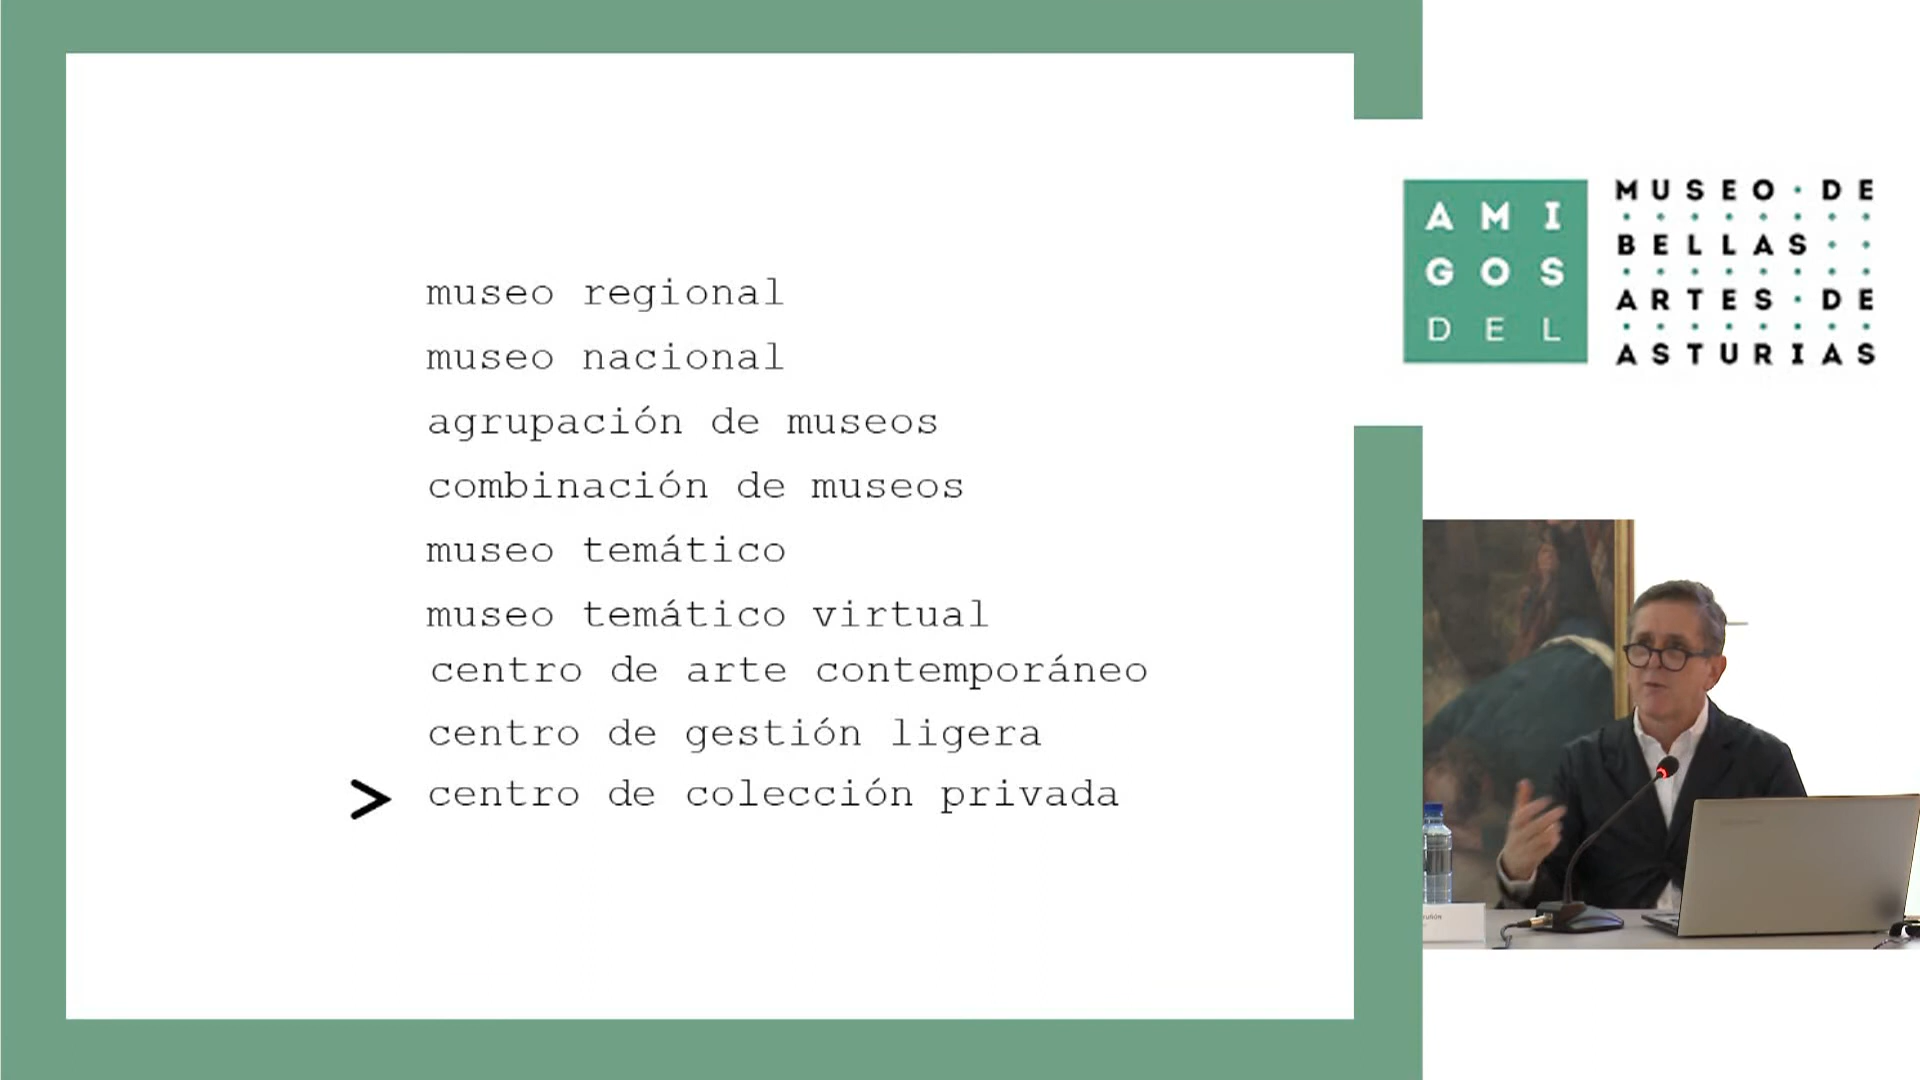 museo regional
museo nacional
agrupación de museos
combinación de museos
museo temático
museo temático virtual
centro de arte contemporáneo
centro de gestión ligera
> centro de colección privada
AMI
GOS
DEL
MUSEO · DE
BELLAS
ARTES · DE
ASTURIAS